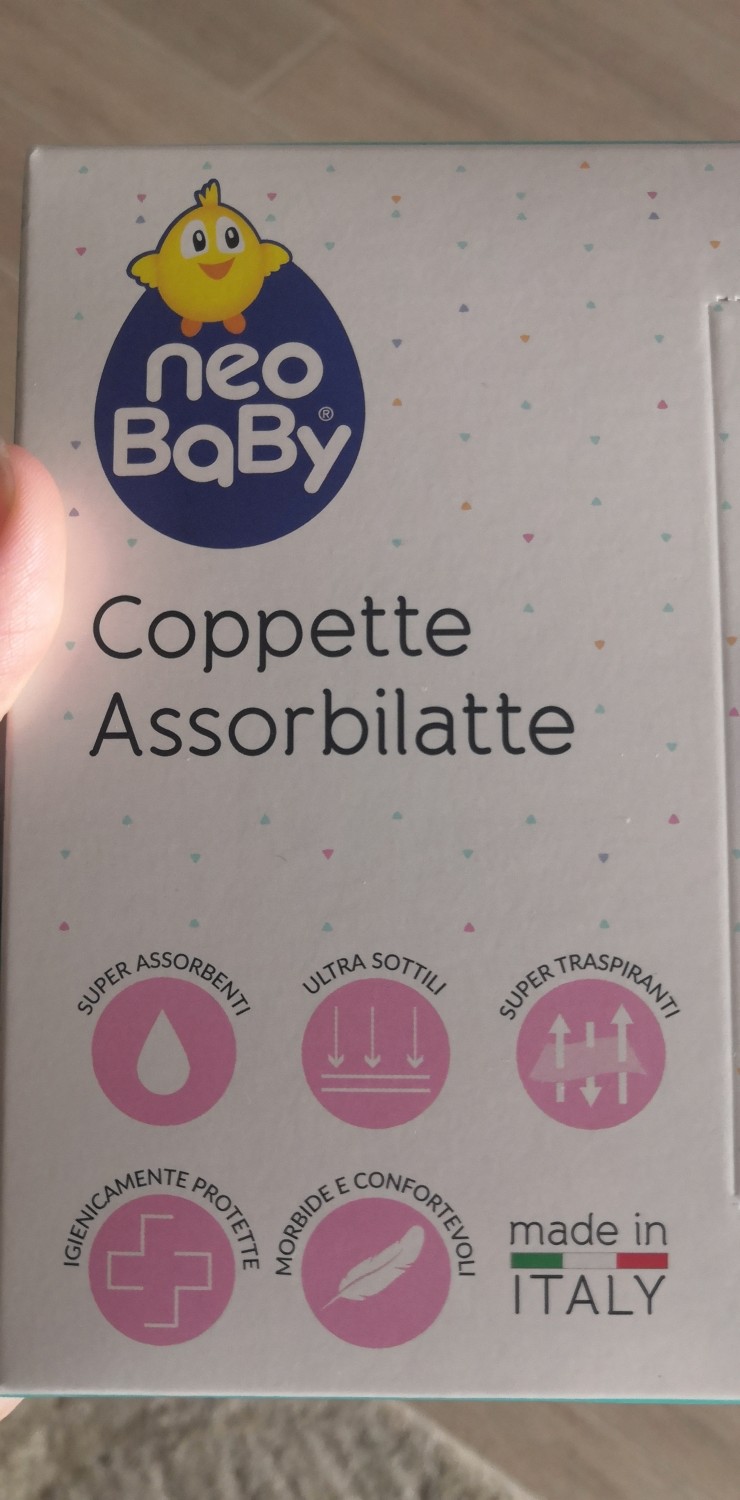 neo
BaBy®
Coppette
Assorbilatte
SUPER ASSORBENTI
ULTRA SOTTILI
SUPER TRASPIRANTI
IGIENICAMENTE PROTETTE
MORBIDE E CONFORTEVOLI
made in
ITALY